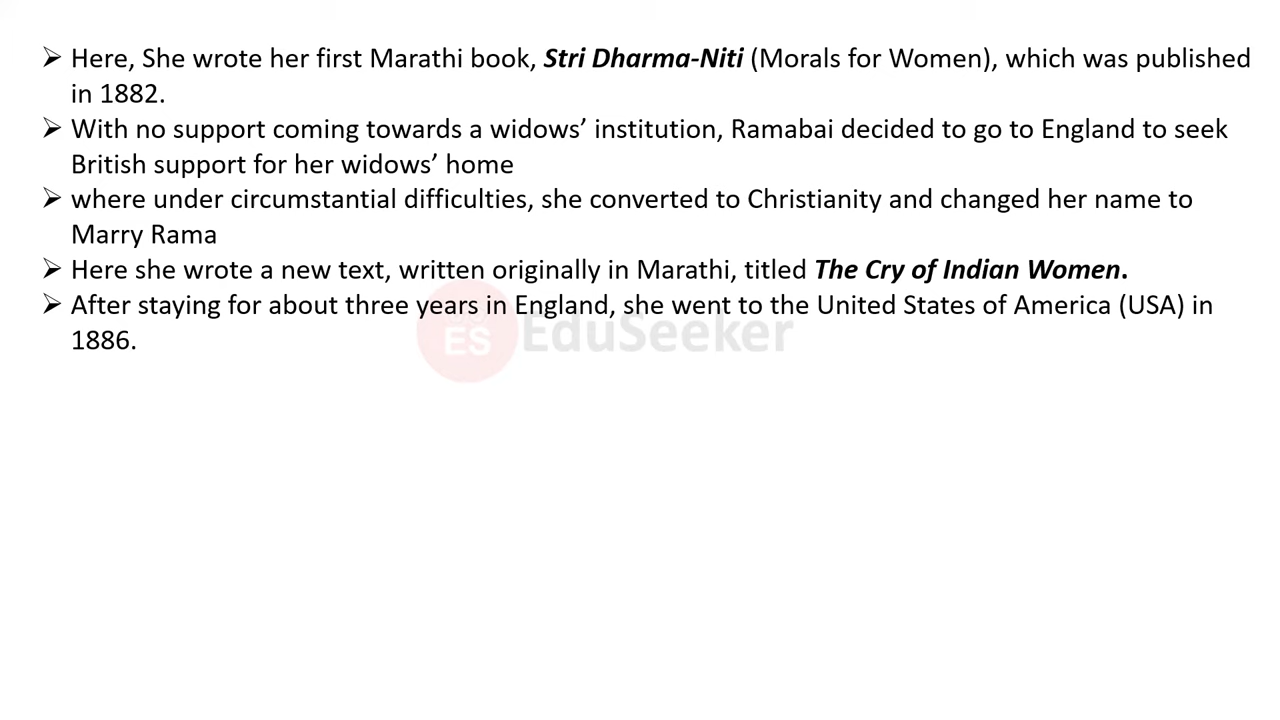 ➢ Here, She wrote her first Marathi book, Stri Dharma-Niti (Morals for Women), which was published
in 1882.
➢ With no support coming towards a widows’ institution, Ramabai decided to go to England to seek
British support for her widows’ home
➢ where under circumstantial difficulties, she converted to Christianity and changed her name to
Marry Rama
➢ Here she wrote a new text, written originally in Marathi, titled The Cry of Indian Women.
➢ After staying for about three years in England, she went to the United States of America (USA) in
1886.
ES EduSeeker